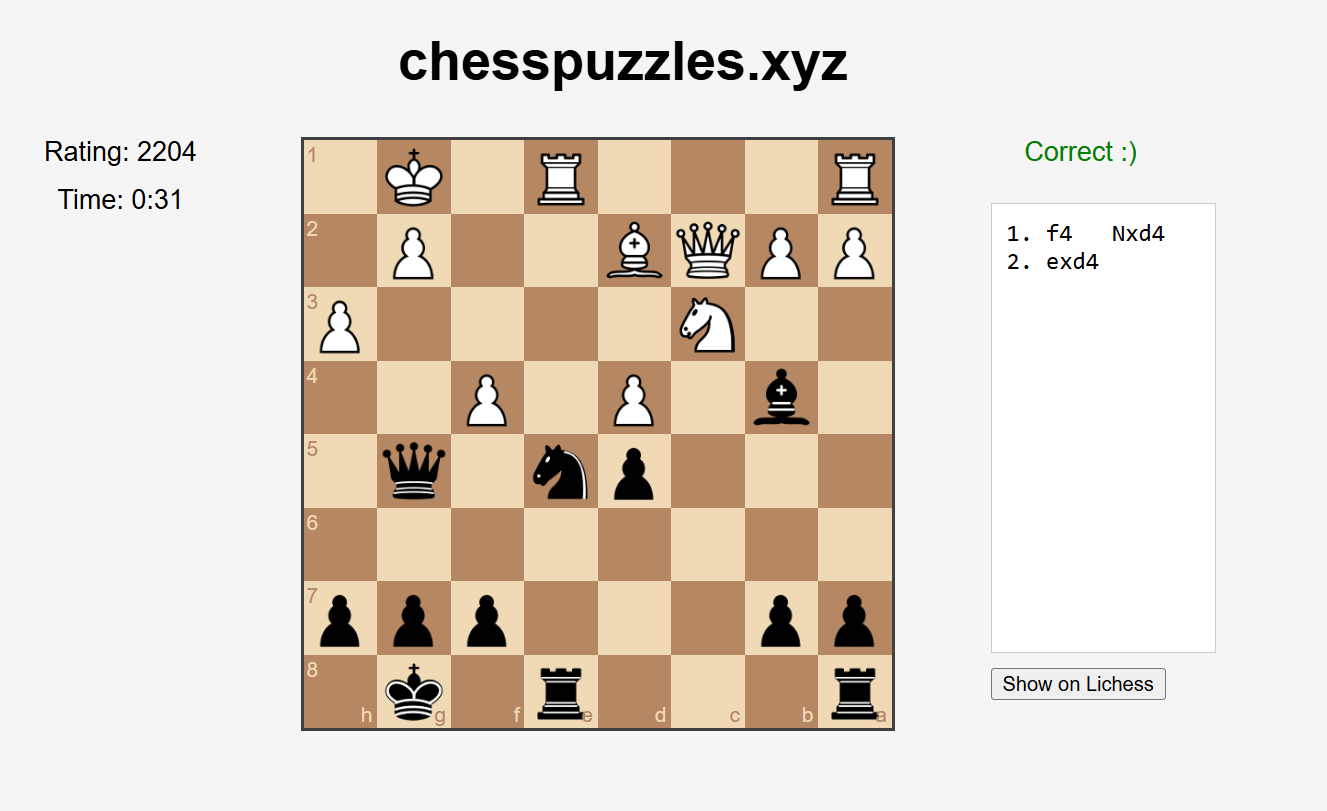 chesspuzzles.xyz
Rating: 2204
Time: 0:31
Correct :)
1. f4 Nxd4
2. exd4
Show on Lichess
1
2
3
4
5
6
7
8
h g f e d c b a